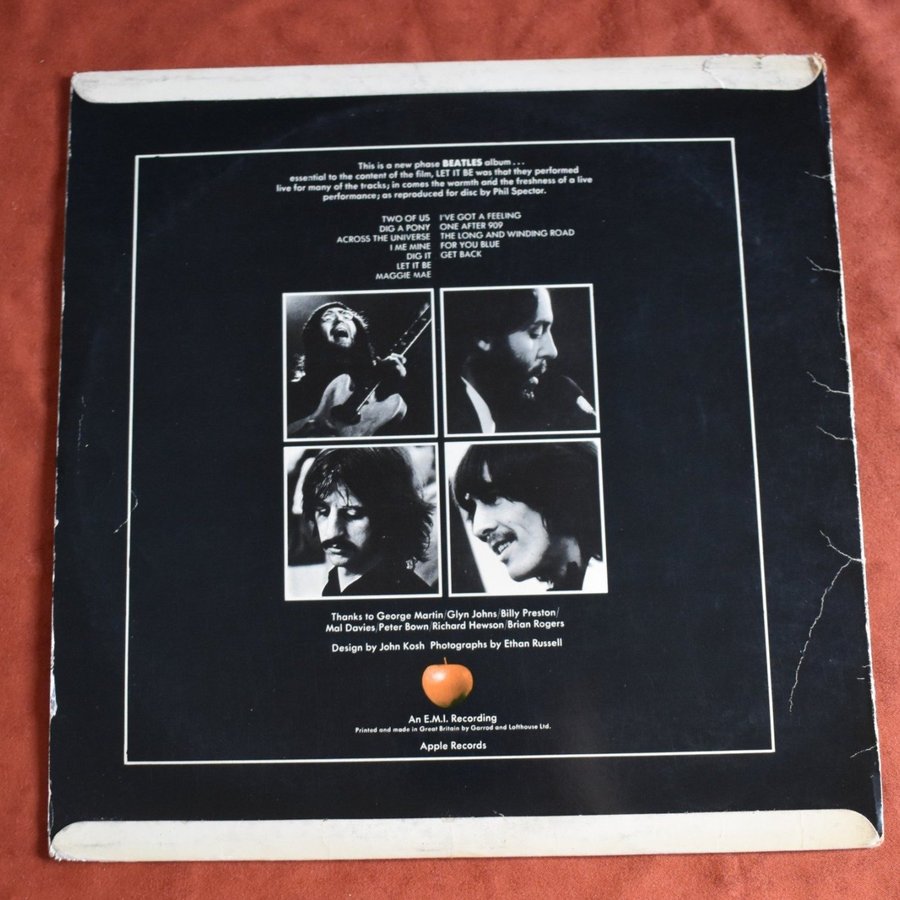 This is a new phase BEATLES album . . .
essential to the content of the film, LET IT BE was that they performed
live for many of the tracks; in comes the warmth and the freshness of a live
performance; as reproduced for disc by Phil Spector.
TWO OF US
DIG A PONY
ACROSS THE UNIVERSE
I ME MINE
DIG IT
LET IT BE
MAGGIE MAE
I'VE GOT A FEELING
ONE AFTER 909
THE LONG AND WINDING ROAD
FOR YOU BLUE
GET BACK
Thanks to George Martin/Glyn Johns/Billy Preston/
Mal Davies/Peter Bown/Richard Hewson/Brian Rogers
Design by John Kosh Photographs by Ethan Russell
An E.M.I. Recording
Printed and made in Great Britain by Garrod and Lofthouse Ltd.
Apple Records